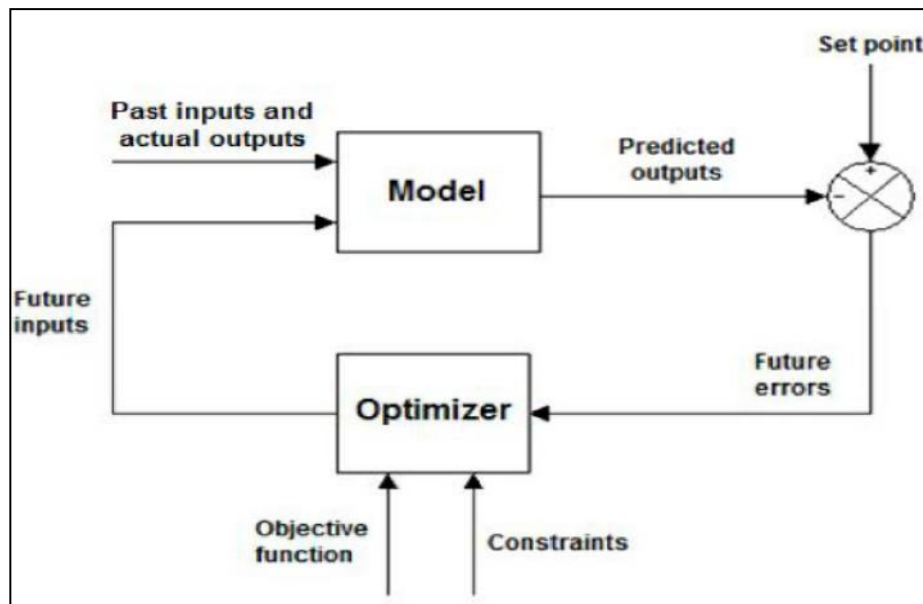 Set point
Past inputs and
actual outputs
Model
Predicted
outputs
+
-
Future
inputs
Future
errors
Optimizer
Objective
function
Constraints